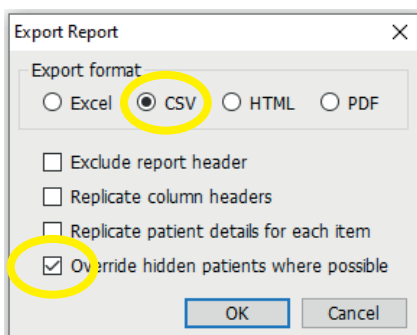 Export Report
Export format
Excel CSV HTML PDF
Exclude report header
Replicate column headers
Replicate patient details for each item
Override hidden patients where possible
OK Cancel